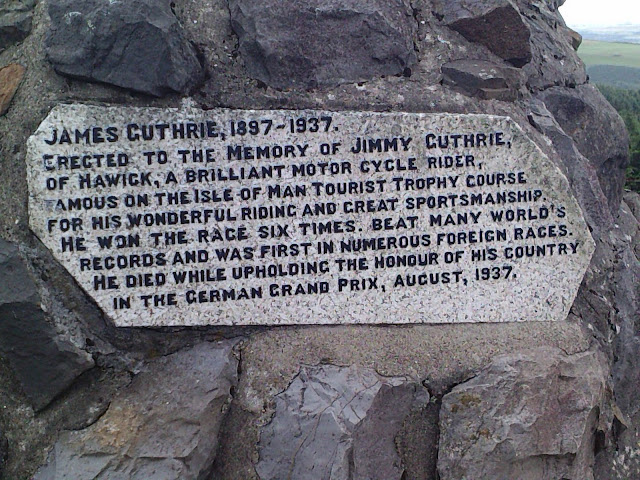 JAMES GUTHRIE, 1897-1937.
ERECTED TO THE MEMORY OF JIMMY GUTHRIE,
OF HAWICK, A BRILLIANT MOTOR CYCLE RIDER,
FAMOUS ON THE ISLE OF MAN TOURIST TROPHY COURSE
FOR HIS WONDERFUL RIDING AND GREAT SPORTSMANSHIP.
HE WON THE RACE SIX TIMES. BEAT MANY WORLD'S
RECORDS AND WAS FIRST IN NUMEROUS FOREIGN RACES.
HE DIED WHILE UPHOLDING THE HONOUR OF HIS COUNTRY
IN THE GERMAN GRAND PRIX, AUGUST, 1937.